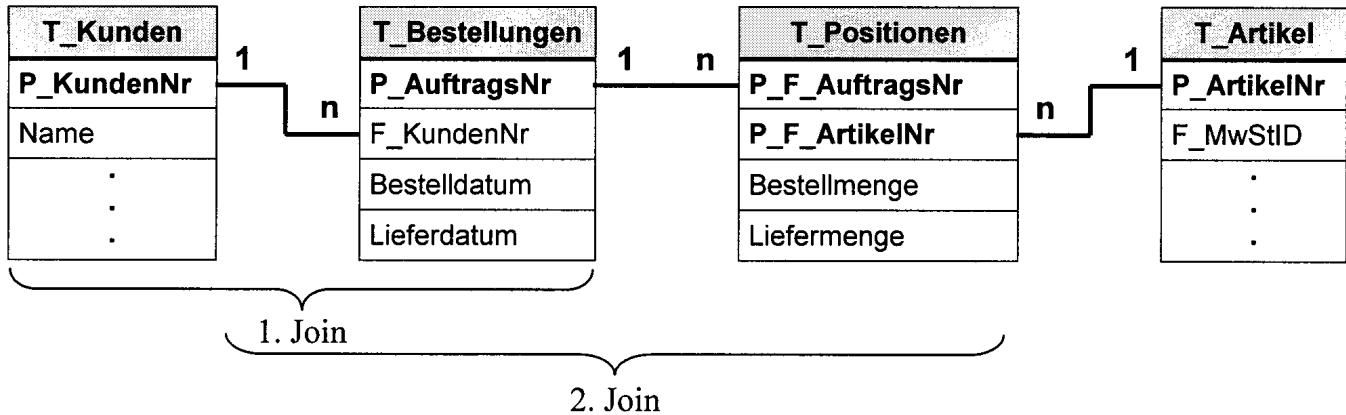 T_Kunden
P_KundenNr
Name
.
.
.
1
n
T_Bestellungen
P_AuftragsNr
F_KundenNr
Bestelldatum
Lieferdatum
1
n
T_Positionen
P_F_AuftragsNr
P_F_ArtikelNr
Bestellmenge
Liefermenge
n
1
T_Artikel
P_ArtikelNr
F_MwStID
.
.
.
1. Join
2. Join